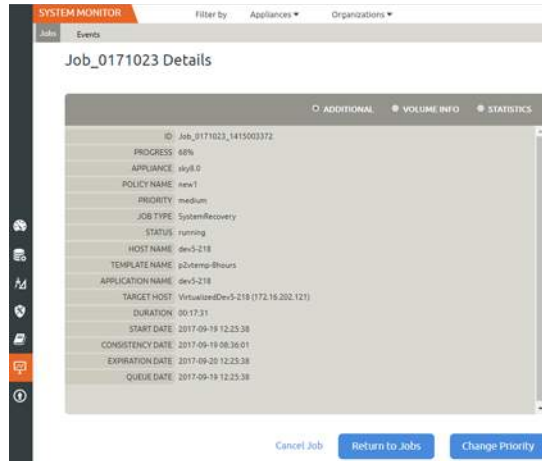 SYSTEM MONITOR Filter by Appliances Organizations
Jobs Events
Job_0171023 Details
ADDITIONAL VOLUME INFO STATISTICS
ID Job_0171023_1415003372
PROGRESS 68%
APPLIANCE sky8.0
POLICY NAME new1
PRIORITY medium
JOB TYPE SystemRecovery
STATUS running
HOST NAME dev5-218
TEMPLATE NAME p2vtemp-8hours
APPLICATION NAME dev5-218
TARGET HOST VirtualizedDev5-218 (172.16.202.121)
DURATION 00:17:31
START DATE 2017-09-19 12:25:38
CONSISTENCY DATE 2017-09-19 08:36:01
EXPIRATION DATE 2017-09-20 12:25:38
QUEUE DATE 2017-09-19 12:25:38
Cancel Job Return to Jobs Change Priority